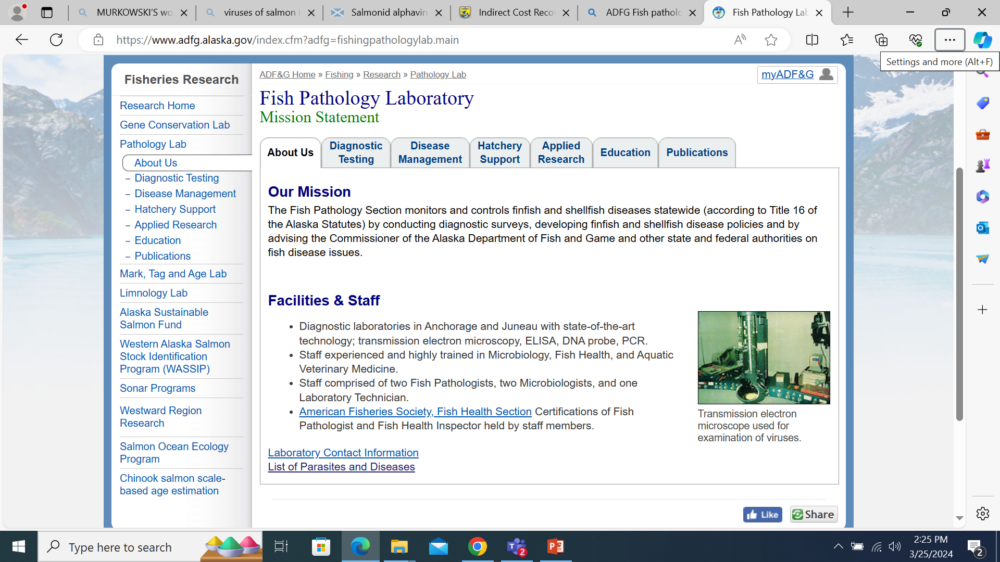 MURKOWSKI'S wo
viruses of salmon i
Salmonid alphaviru
Indirect Cost Reco
ADFG Fish patholo
Fish Pathology Lab
https://www.adfg.alaska.gov/index.cfm?adfg=fishingpathologylab.main
Settings and more (Alt+F)
Fisheries Research
Research Home
Gene Conservation Lab
Pathology Lab
About Us
– Diagnostic Testing
– Disease Management
– Hatchery Support
– Applied Research
– Education
– Publications
Mark, Tag and Age Lab
Limnology Lab
Alaska Sustainable
Salmon Fund
Western Alaska Salmon
Stock Identification
Program (WASSIP)
Sonar Programs
Westward Region
Research
Salmon Ocean Ecology
Program
Chinook salmon scale-
based age estimation
ADF&G Home » Fishing » Research » Pathology Lab
myADF&G
Fish Pathology Laboratory
Mission Statement
About Us
Diagnostic
Testing
Disease
Management
Hatchery
Support
Applied
Research
Education
Publications
Our Mission
The Fish Pathology Section monitors and controls finfish and shellfish diseases statewide (according to Title 16 of
the Alaska Statutes) by conducting diagnostic surveys, developing finfish and shellfish disease policies and by
advising the Commissioner of the Alaska Department of Fish and Game and other state and federal authorities on
fish disease issues.
Facilities & Staff
• Diagnostic laboratories in Anchorage and Juneau with state-of-the-art
technology; transmission electron microscopy, ELISA, DNA probe, PCR.
• Staff experienced and highly trained in Microbiology, Fish Health, and Aquatic
Veterinary Medicine.
• Staff comprised of two Fish Pathologists, two Microbiologists, and one
Laboratory Technician.
• American Fisheries Society, Fish Health Section Certifications of Fish
Pathologist and Fish Health Inspector held by staff members.
Transmission electron
microscope used for
examination of viruses.
Laboratory Contact Information
List of Parasites and Diseases
Like
Share
Type here to search
2
2:25 PM
3/25/2024
2